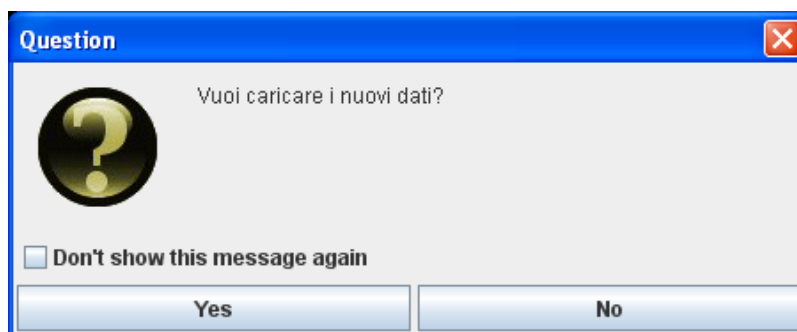 Question
Vuoi caricare i nuovi dati?
Don't show this message again
Yes
No